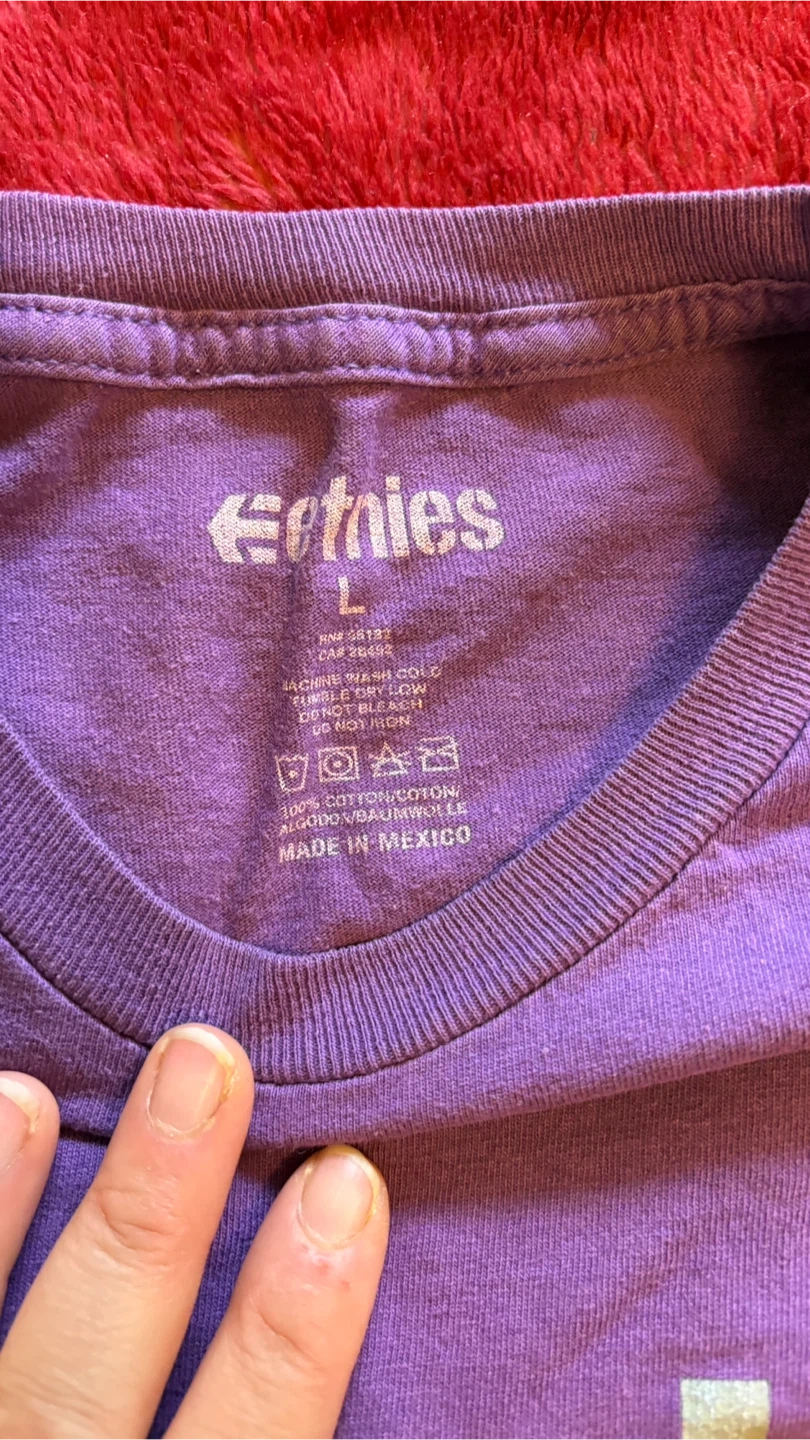 etnies
L
RN# 96182
CA# 28492
MACHINE WASH COLD
TUMBLE DRY LOW
DO NOT BLEACH
DO NOT IRON
100% COTTON/COTON/
ALGODON/BAUMWOLLE
MADE IN MEXICO